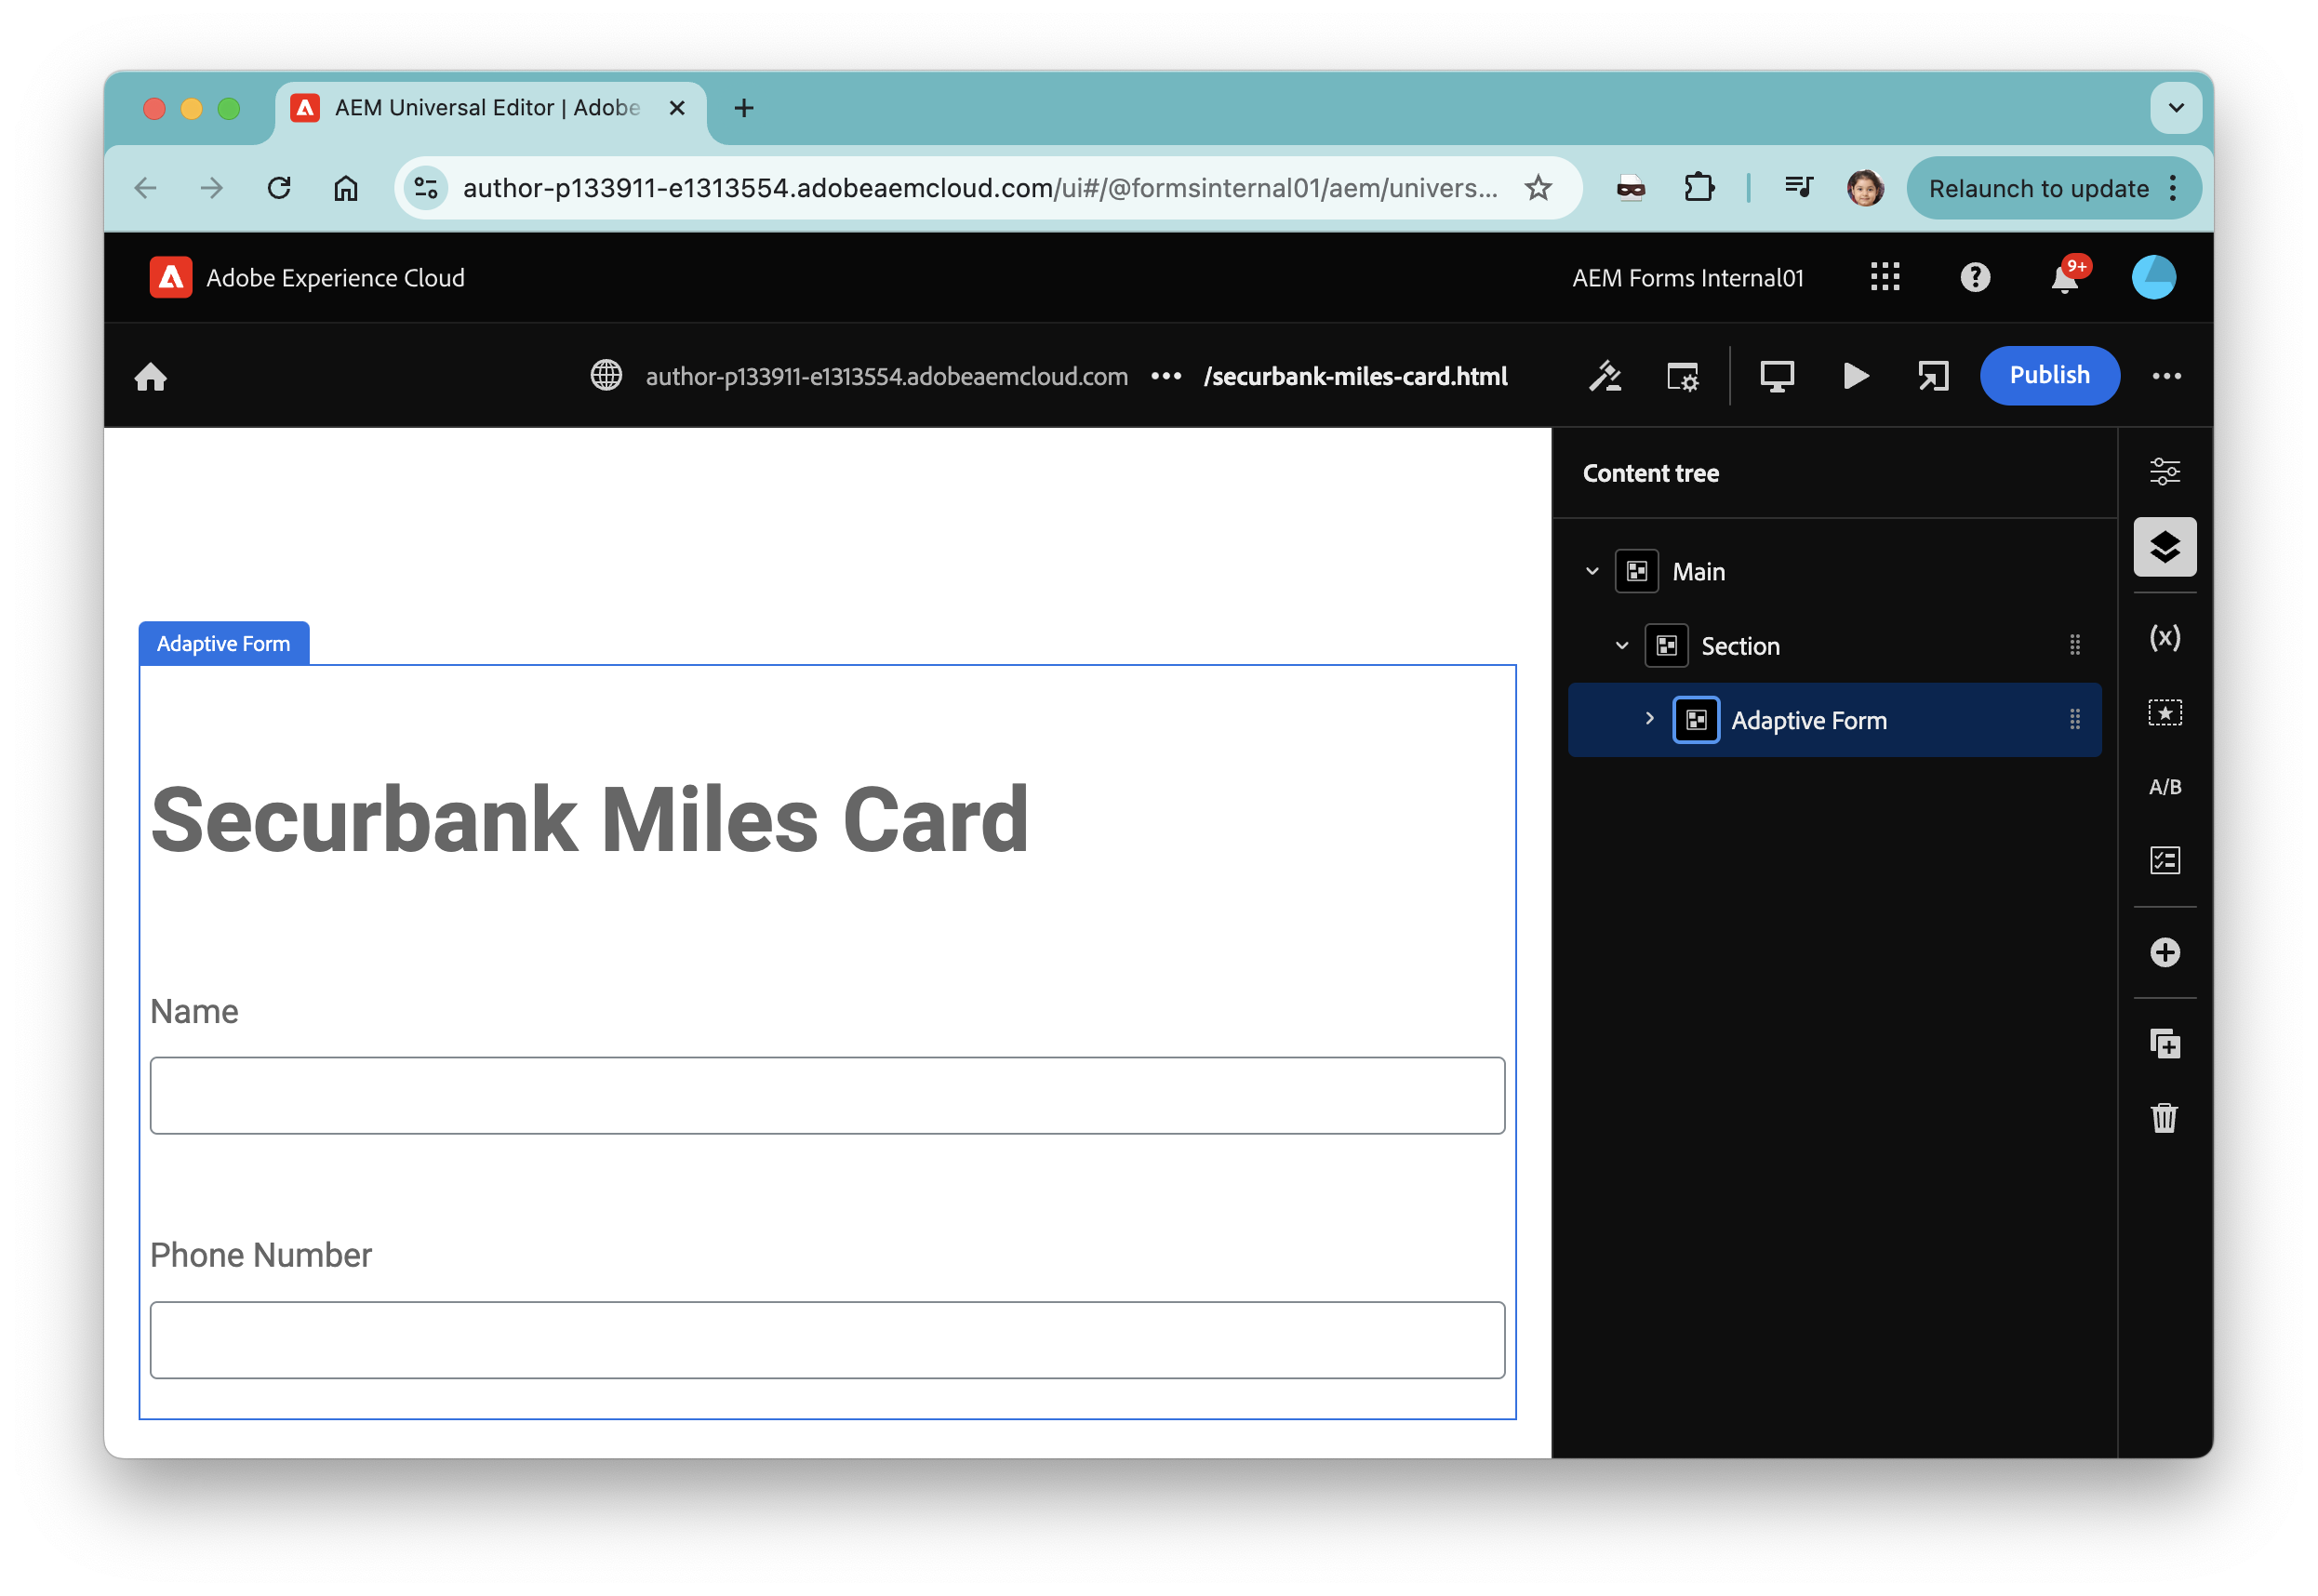 AEM Universal Editor | Adobe
author-p133911-e1313554.adobeaemcloud.com/ui#/@formsinternal01/aem/univers...
Relaunch to update
Adobe Experience Cloud
AEM Forms Internal01
9+
author-p133911-e1313554.adobeaemcloud.com ••• /securbank-miles-card.html
Publish
Content tree
Main
Section
Adaptive Form
(x)
A/B
Adaptive Form
Securbank Miles Card
Name
Phone Number